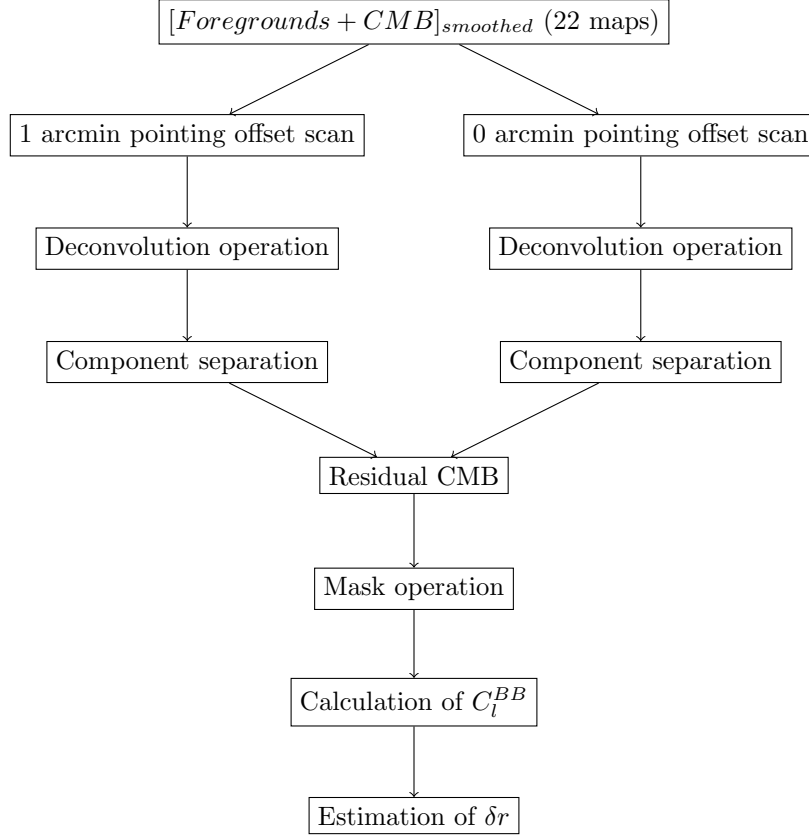 [Foregrounds + CMB]_{smoothed} (22 maps)
1 arcmin pointing offset scan
0 arcmin pointing offset scan
Deconvolution operation
Deconvolution operation
Component separation
Component separation
Residual CMB
Mask operation
Calculation of C_l^{BB}
Estimation of δr